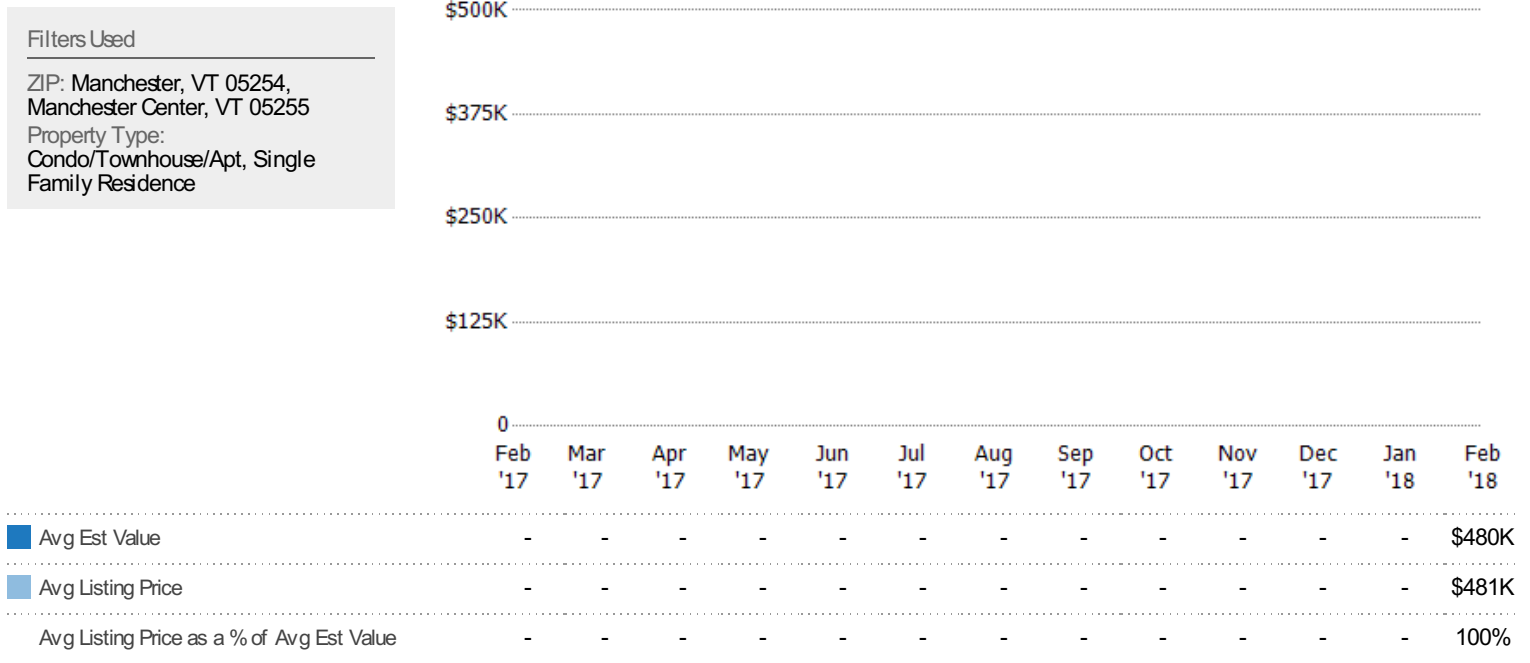 Filters Used
ZIP: Manchester, VT 05254,
Manchester Center, VT 05255
Property Type:
Condo/Townhouse/Apt, Single
Family Residence
$500K
$375K
$250K
$125K
0
Feb Mar Apr May Jun Jul Aug Sep Oct Nov Dec Jan Feb
'17 '17 '17 '17 '17 '17 '17 '17 '17 '17 '17 '18 '18
Avg Est Value - - - - - - - - - - - - $480K
Avg Listing Price - - - - - - - - - - - - $481K
Avg Listing Price as a % of Avg Est Value - - - - - - - - - - - - 100%